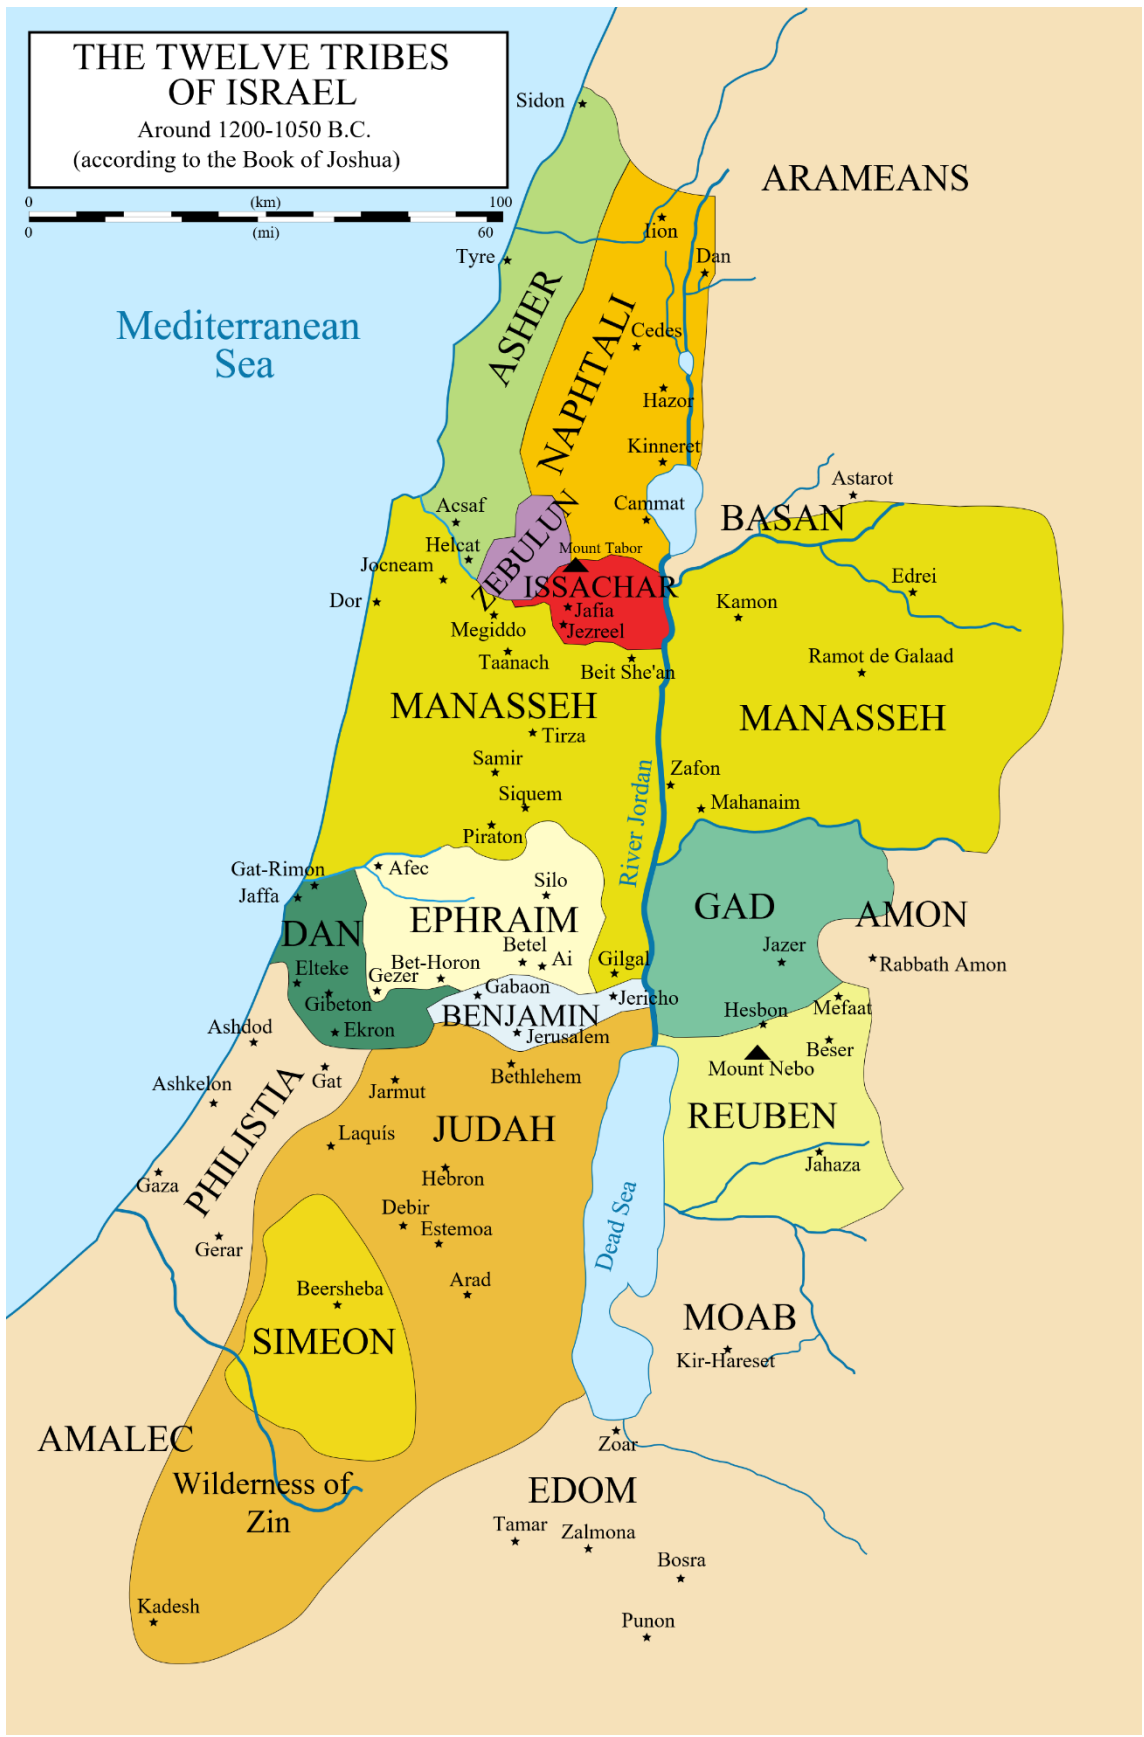 THE TWELVE TRIBES
OF ISRAEL
Around 1200-1050 B.C.
(according to the Book of Joshua)
0 (km) 100
0 (mi) 60
Sidon
ARAMEANS
Iion
Tyre
Dan
ASHER
NAPHTALI
Mediterranean
Sea
Cedes
Hazor
Kinneret
Astarot
Acsaf
Cammat
BASAN
ZEBULUN
Helcat
Mount Tabor
Jocneam
ISSACHAR
Edrei
Dor
Jafia
Kamon
Megiddo
Jezreel
Taanach
Beit She'an
Ramot de Galaad
MANASSEH
MANASSEH
Tirza
Samir
Zafon
Siquem
Mahanaim
Piraton
River Jordan
Gat-Rimon
Afec
Jaffa
Silo
GAD
AMON
DAN
EPHRAIM
Betel
Jazer
Ai
Gilgal
Rabbath Amon
Elteke
Bet-Horon
Gezer
Gabaon
Jericho
Gibeton
Hesbon
Mefaat
BENJAMIN
Ashdod
Ekron
Jerusalem
Beser
Mount Nebo
Ashkelon
Gat
Bethlehem
Jarmut
PHILISTIA
REUBEN
Laquís
JUDAH
Jahaza
Gaza
Hebron
Debir
Estemoa
Dead Sea
Gerar
Arad
Beersheba
MOAB
SIMEON
Kir-Hareset
AMALEC
Zoar
Wilderness of
Zin
EDOM
Tamar
Zalmona
Bosra
Kadesh
Punon